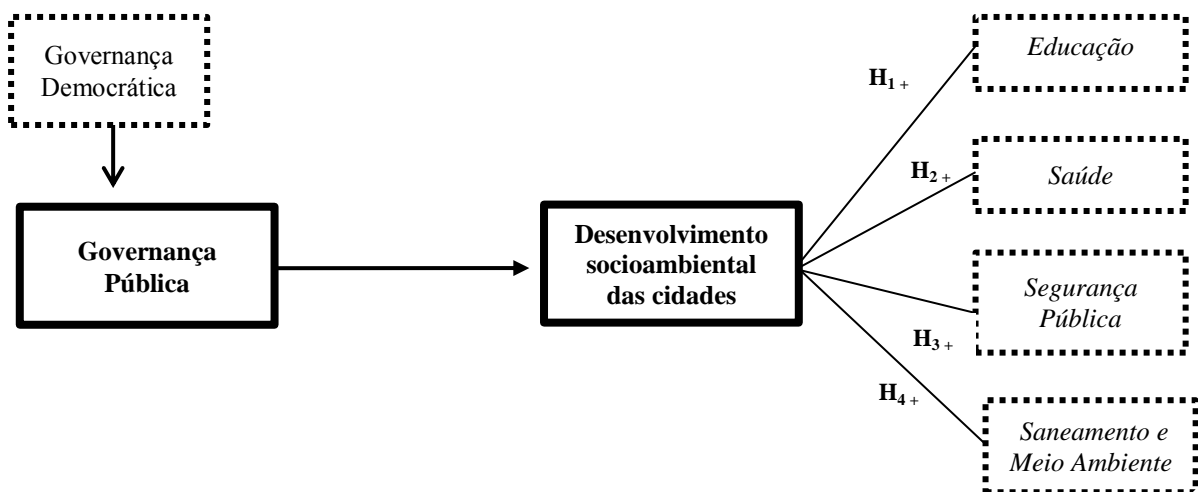 Governança
Democrática
Governança
Pública
Desenvolvimento
socioambiental
das cidades
H1 +
Educação
H2 +
Saúde
H3 +
Segurança
Pública
H4 +
Saneamento e
Meio Ambiente